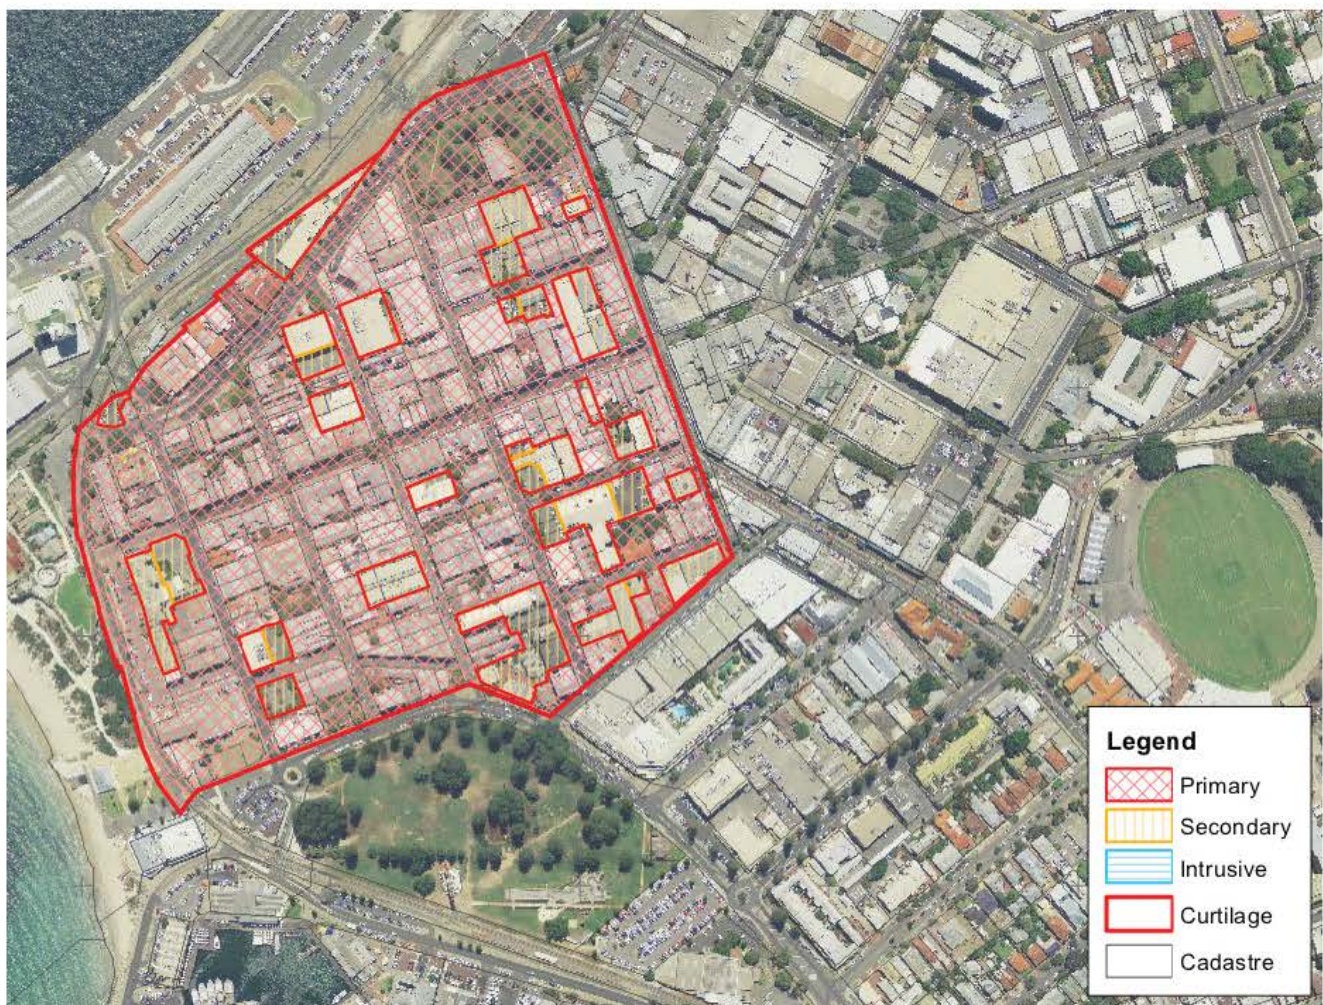 Legend
Primary
Secondary
Intrusive
Curtilage
Cadastre